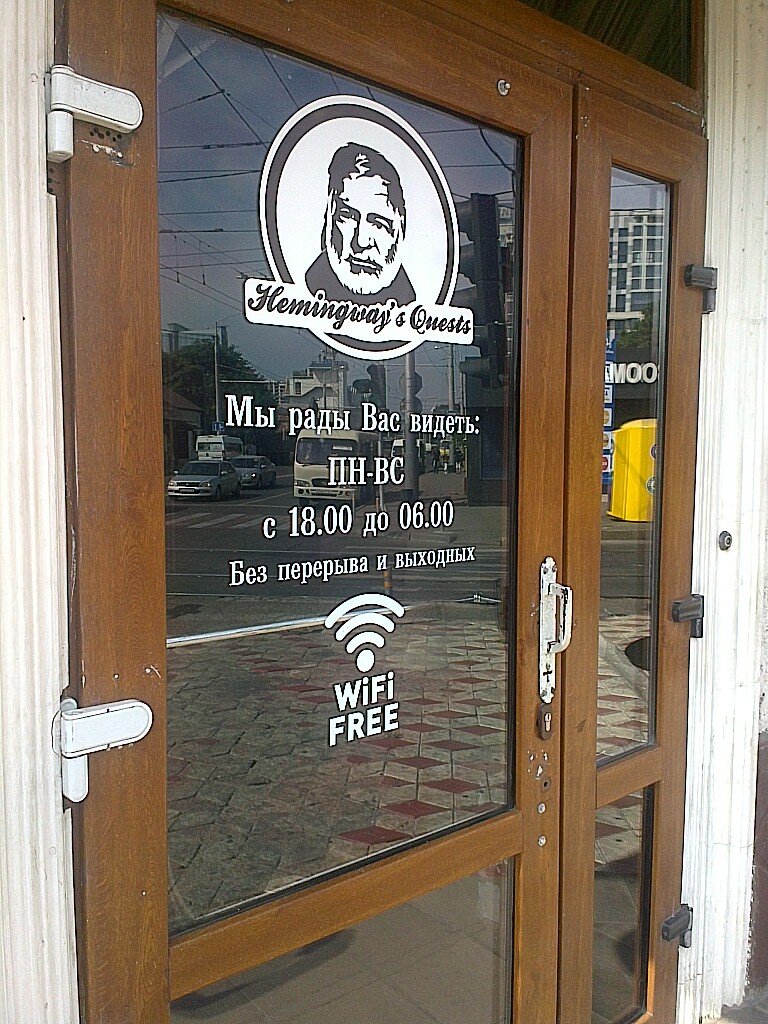 Hemingway's Quests
Мы рады Вас видеть:
ПН-ВС
с 18.00 до 06.00
Без перерыва и выходных
WiFi
FREE